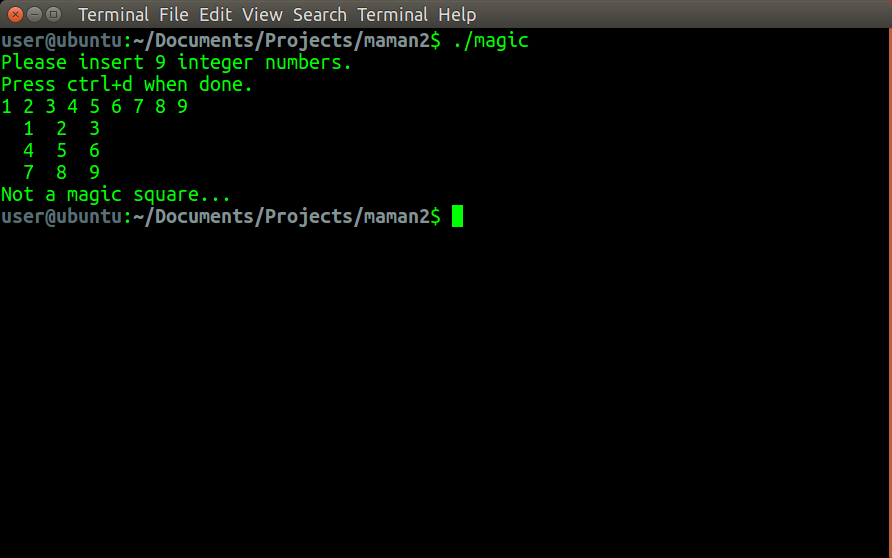 Terminal File Edit View Search Terminal Help
user@ubuntu:~/Documents/Projects/maman2$ ./magic
Please insert 9 integer numbers.
Press ctrl+d when done.
1 2 3 4 5 6 7 8 9
  1  2  3
  4  5  6
  7  8  9
Not a magic square...
user@ubuntu:~/Documents/Projects/maman2$